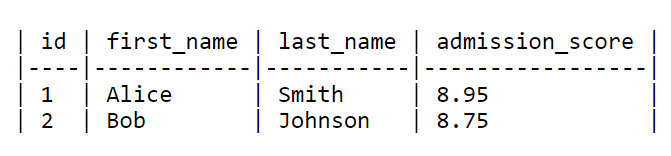 | id | first_name | last_name | admission_score |
|----|------------|-----------|-----------------|
| 1  | Alice      | Smith     | 8.95            |
| 2  | Bob        | Johnson   | 8.75            |